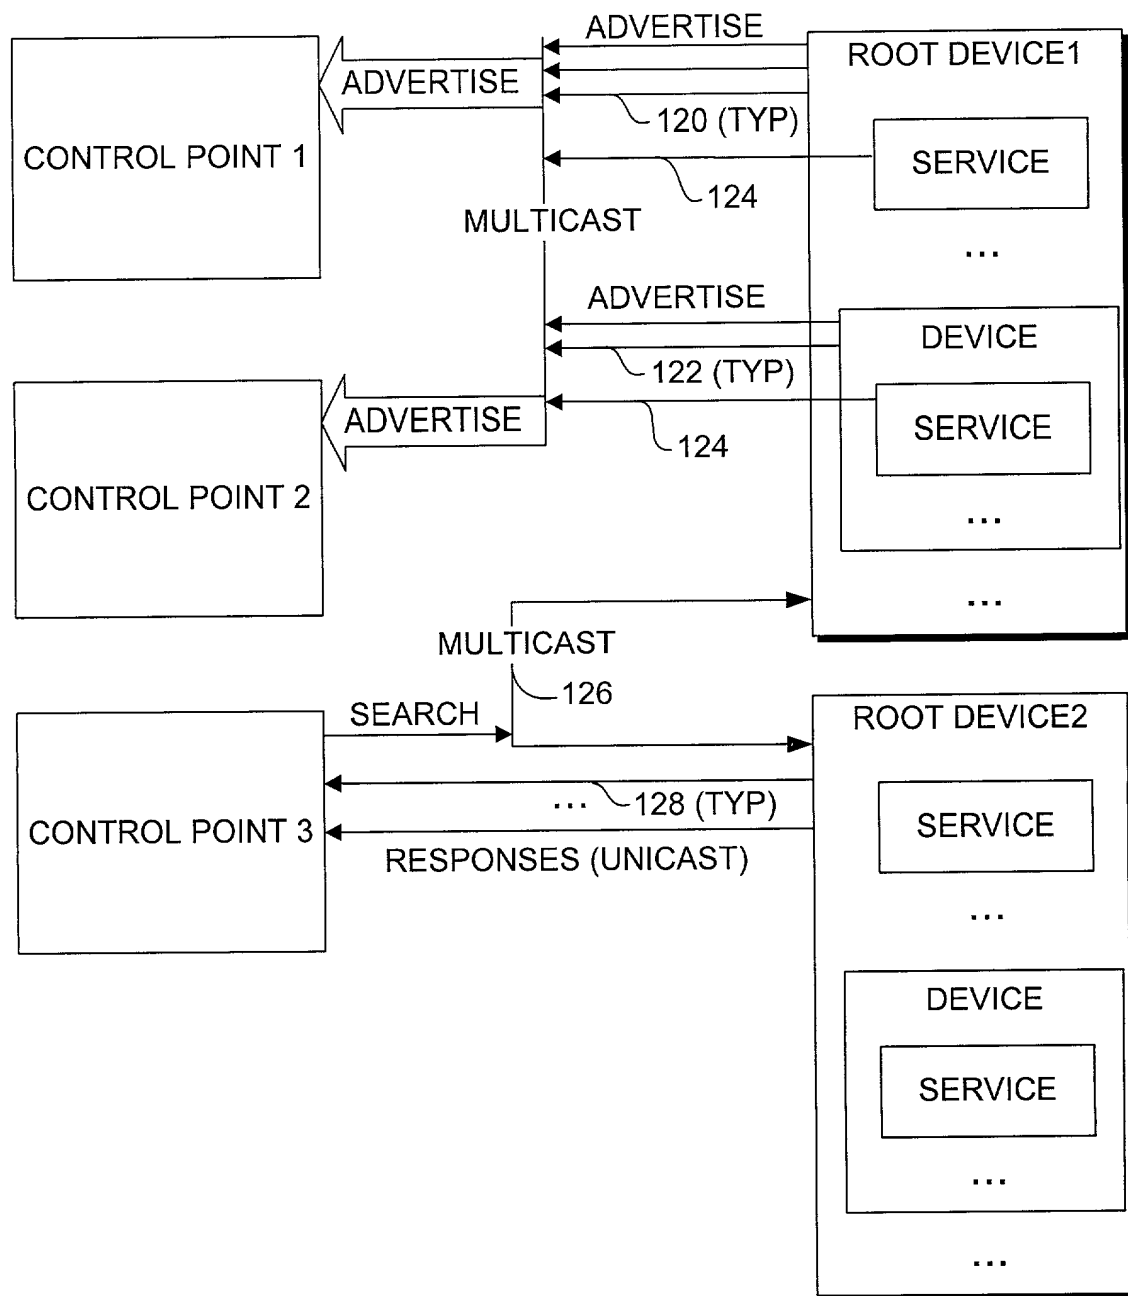 ADVERTISE
ROOT DEVICE1
ADVERTISE
120 (TYP)
CONTROL POINT 1
SERVICE
124
MULTICAST
...
ADVERTISE
DEVICE
122 (TYP)
ADVERTISE
SERVICE
124
CONTROL POINT 2
...
...
MULTICAST
126
SEARCH
ROOT DEVICE2
...
128 (TYP)
CONTROL POINT 3
SERVICE
RESPONSES (UNICAST)
...
DEVICE
SERVICE
...
...